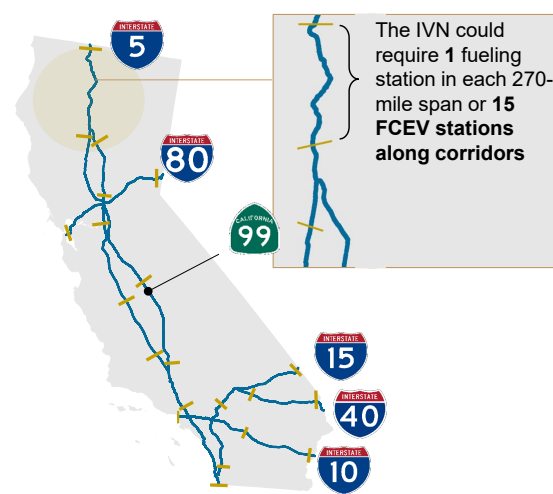 INTERSTATE
5
The IVN could
require 1 fueling
station in each 270-
mile span or 15
FCEV stations
along corridors
INTERSTATE
80
CALIFORNIA
99
INTERSTATE
15
INTERSTATE
40
INTERSTATE
10